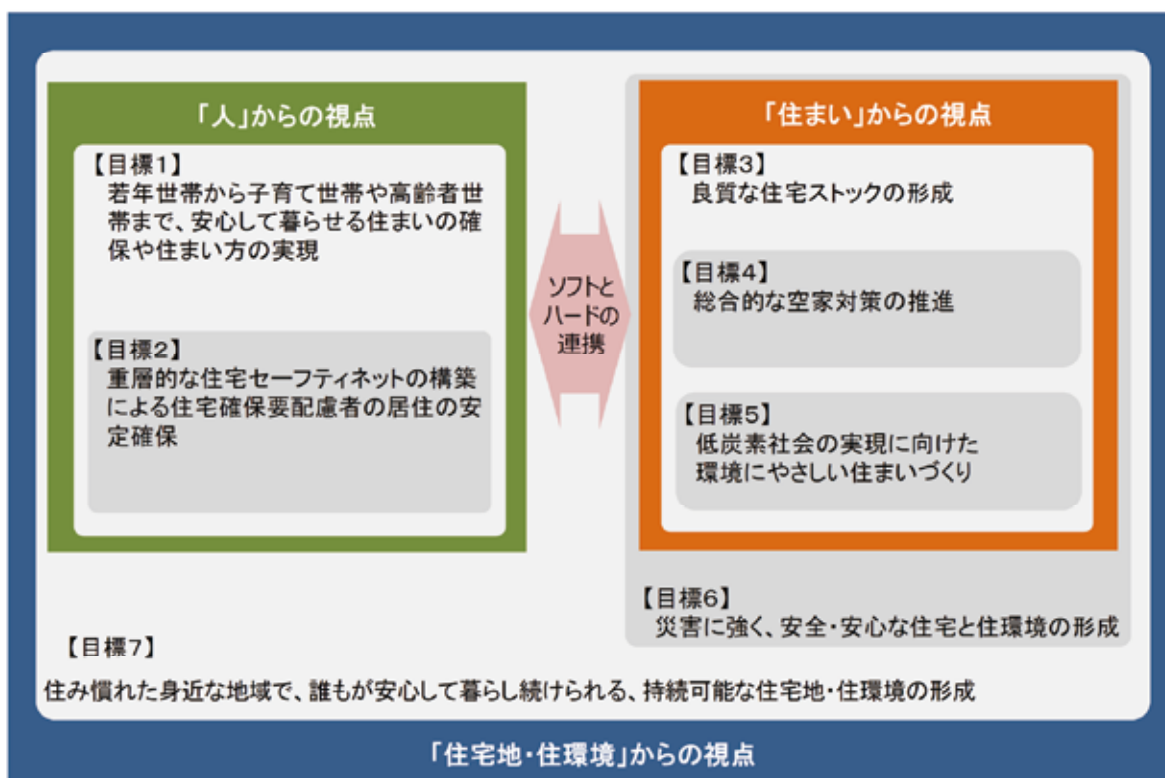 「人」からの視点
【目標1】
若年世帯から子育て世帯や高齢者世
帯まで、安心して暮らせる住まいの確
保や住まい方の実現
【目標2】
重層的な住宅セーフティネットの構築
による住宅確保要配慮者の居住の安
定確保
ソフトと
ハードの
連携
「住まい」からの視点
【目標3】
良質な住宅ストックの形成
【目標4】
総合的な空家対策の推進
【目標5】
低炭素社会の実現に向けた
環境にやさしい住まいづくり
【目標6】
災害に強く、安全・安心な住宅と住環境の形成
【目標7】
住み慣れた身近な地域で、誰もが安心して暮らし続けられる、持続可能な住宅地・住環境の形成
「住宅地・住環境」からの視点